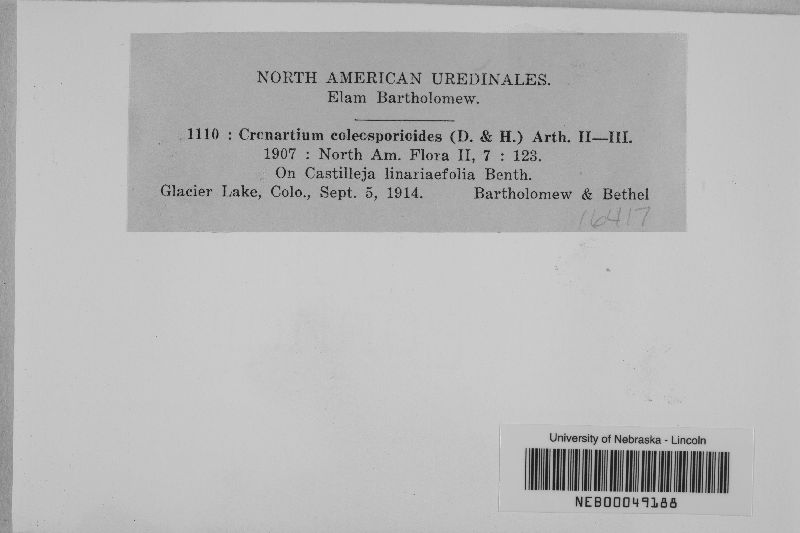 NORTH AMERICAN UREDINALES.
Elam Bartholomew.
1110 : Cronartium coleosporioides (D. & H.) Arth. II—III.
1907 : North Am. Flora II, 7 : 123.
On Castilleja linariaefolia Benth.
Glacier Lake, Colo., Sept. 5, 1914. Bartholomew & Bethel
16417
University of Nebraska - Lincoln
NEB00049188